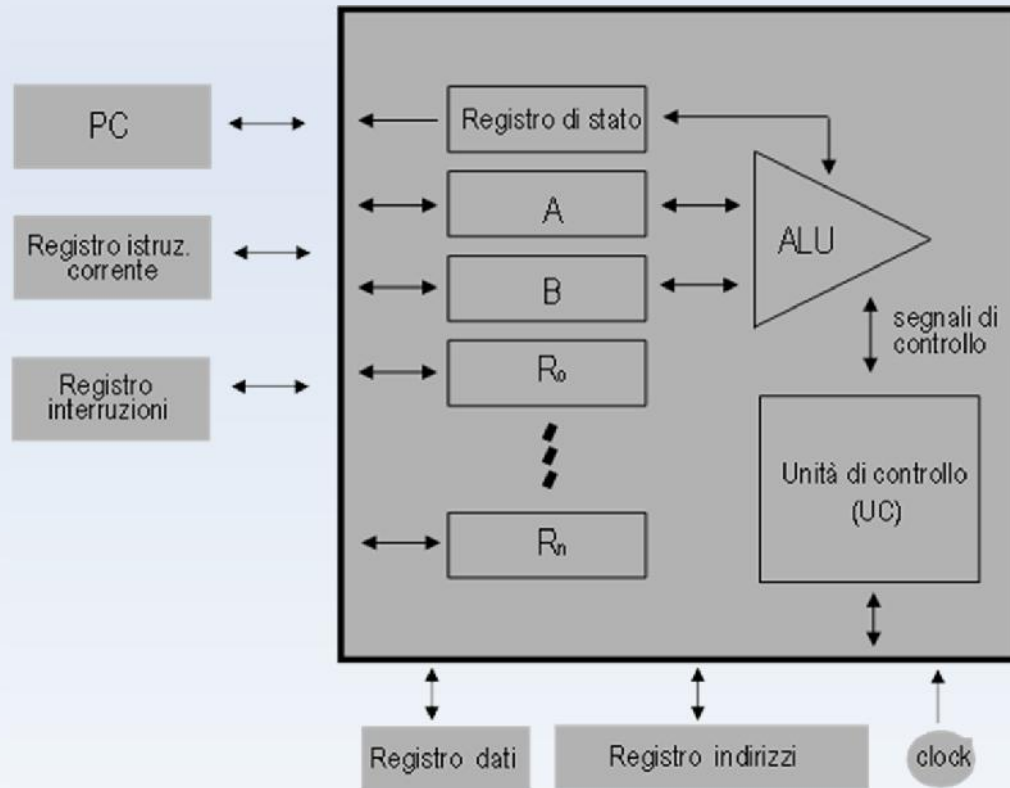 PC
Registro istruz.
corrente
Registro
interruzioni
Registro di stato
A
B
R₀
Rₙ
ALU
segnali di
controllo
Unità di controllo
(UC)
Registro dati
Registro indirizzi
clock